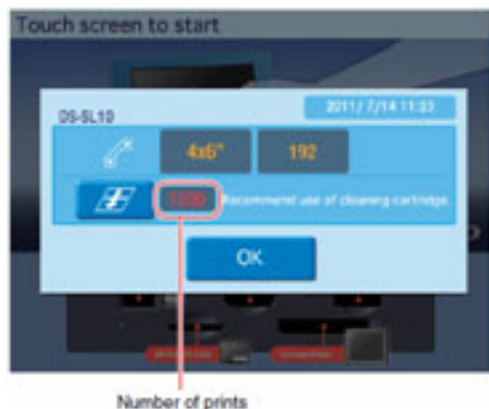 Touch screen to start
DS-SL10
2011/ 7/14 11:33
4x6"
192
1000
Recommend use of cleaning cartridge.
OK
Number of prints